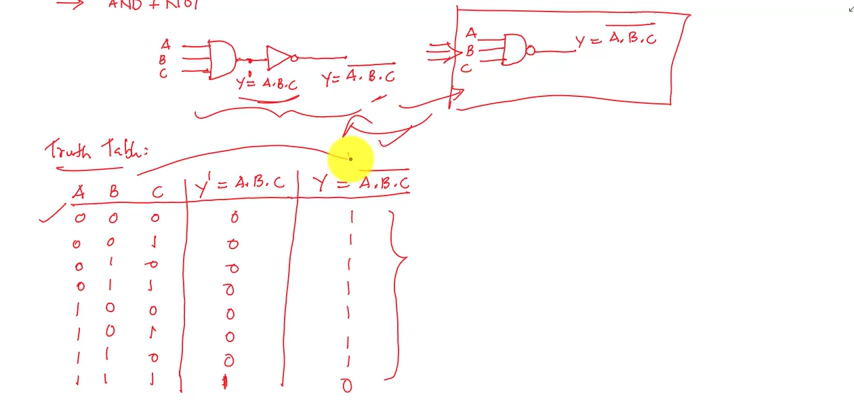 → AND + NOT
A
B
C
Y' = A.B.C
Y = A̅.̅B̅.̅C̅
A
B
C
Y = A̅.̅B̅.̅C̅
Truth Table:
A B C Y' = A.B.C Y = A̅.̅B̅.̅C̅
0 0 0 0 1
0 0 1 0 1
0 1 0 0 1
0 1 1 0 1
1 0 0 0 1
1 0 1 0 1
1 1 0 0 1
1 1 1 1 0